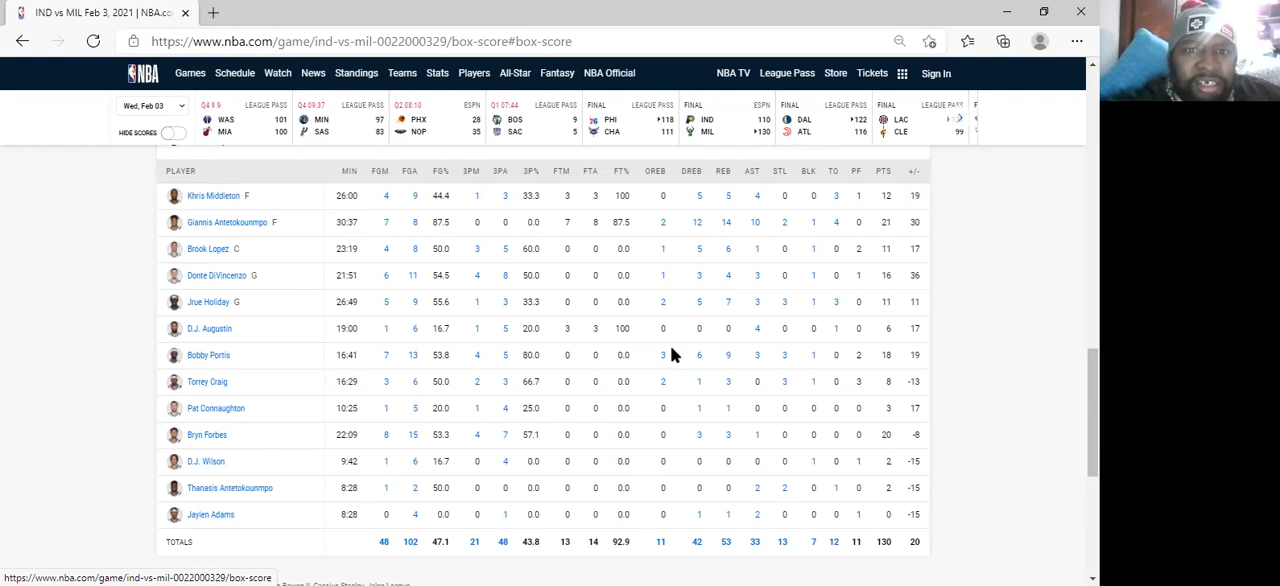 IND vs MIL Feb 3, 2021 | NBA.co
https://www.nba.com/game/ind-vs-mil-0022000329/box-score#box-score
NBA Games Schedule Watch News Standings Teams Stats Players All-Star Fantasy NBA Official NBA TV League Pass Store Tickets Sign In
Wed, Feb 03 Q4 9.9 LEAGUE PASS Q4 09:37 LEAGUE PASS Q2 08:10 ESPN Q1 07:44 LEAGUE PASS FINAL LEAGUE PASS FINAL ESPN FINAL LEAGUE PASS FINAL LEAGUE PASS
WAS 101 MIN 97 PHX 28 BOS 9 PHI 118 IND 110 DAL 122 LAC
HIDE SCORES MIA 100 SAS 83 NOP 35 SAC 5 CHA 111 MIL 130 ATL 116 CLE 99
PLAYER MIN FGM FGA FG% 3PM 3PA 3P% FTM FTA FT% OREB DREB REB AST STL BLK TO PF PTS +/-
Khris Middleton F 26:00 4 9 44.4 1 3 33.3 3 3 100 0 5 5 4 0 0 3 1 12 19
Giannis Antetokounmpo F 30:37 7 8 87.5 0 0 0.0 7 8 87.5 2 12 14 10 2 1 4 0 21 30
Brook Lopez C 23:19 4 8 50.0 3 5 60.0 0 0 0.0 1 5 6 1 0 1 0 2 11 17
Donte DiVincenzo G 21:51 6 11 54.5 4 8 50.0 0 0 0.0 1 3 4 3 0 1 0 1 16 36
Jrue Holiday G 26:49 5 9 55.6 1 3 33.3 0 0 0.0 2 5 7 3 3 1 3 0 11 11
D.J. Augustin 19:00 1 6 16.7 1 5 20.0 3 3 100 0 0 0 4 0 0 1 0 6 17
Bobby Portis 16:41 7 13 53.8 4 5 80.0 0 0 0.0 3 6 9 3 3 1 0 2 18 19
Torrey Craig 16:29 3 6 50.0 2 3 66.7 0 0 0.0 2 1 3 0 3 1 0 3 8 -13
Pat Connaughton 10:25 1 5 20.0 1 4 25.0 0 0 0.0 0 1 1 0 0 0 0 0 3 17
Bryn Forbes 22:09 8 15 53.3 4 7 57.1 0 0 0.0 0 3 3 1 0 0 0 0 20 -8
D.J. Wilson 9:42 1 6 16.7 0 4 0.0 0 0 0.0 0 0 0 0 0 1 0 1 2 -15
Thanasis Antetokounmpo 8:28 1 2 50.0 0 0 0.0 0 0 0.0 0 0 0 2 2 0 1 0 2 -15
Jaylen Adams 8:28 0 4 0.0 0 1 0.0 0 0 0.0 0 1 1 2 0 0 0 1 0 -15
TOTALS 48 102 47.1 21 48 43.8 13 14 92.9 11 42 53 33 13 7 12 11 130 20
https://www.nba.com/game/ind-vs-mil-0022000329/box-score